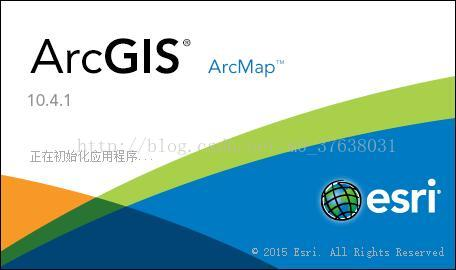 ArcGIS® ArcMap™
10.4.1
正在初始化应用程序...
esri
© 2015 Esri. All Rights Reserved